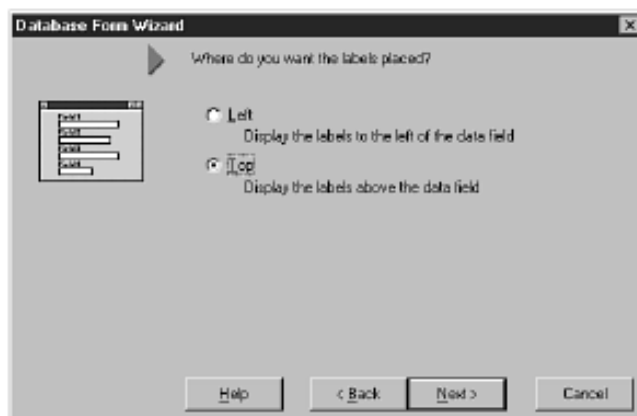 Database Form Wizard
Where do you want the labels placed?
Left
Display the labels to the left of the data field
Top
Display the labels above the data field
Help
< Back
Next >
Cancel